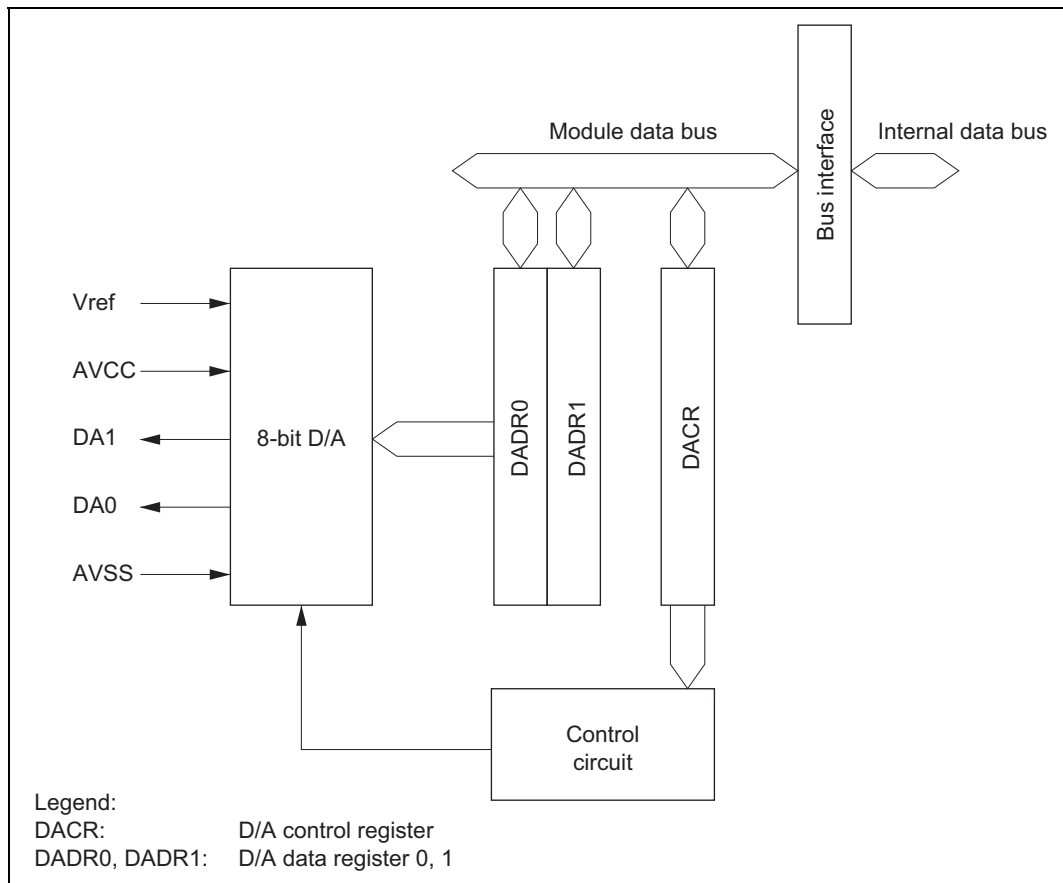 Module data bus
Internal data bus
Bus interface
Vref
AVCC
DA1
DA0
AVSS
8-bit D/A
DADR0
DADR1
DACR
Control
circuit
Legend:
DACR: D/A control register
DADR0, DADR1: D/A data register 0, 1